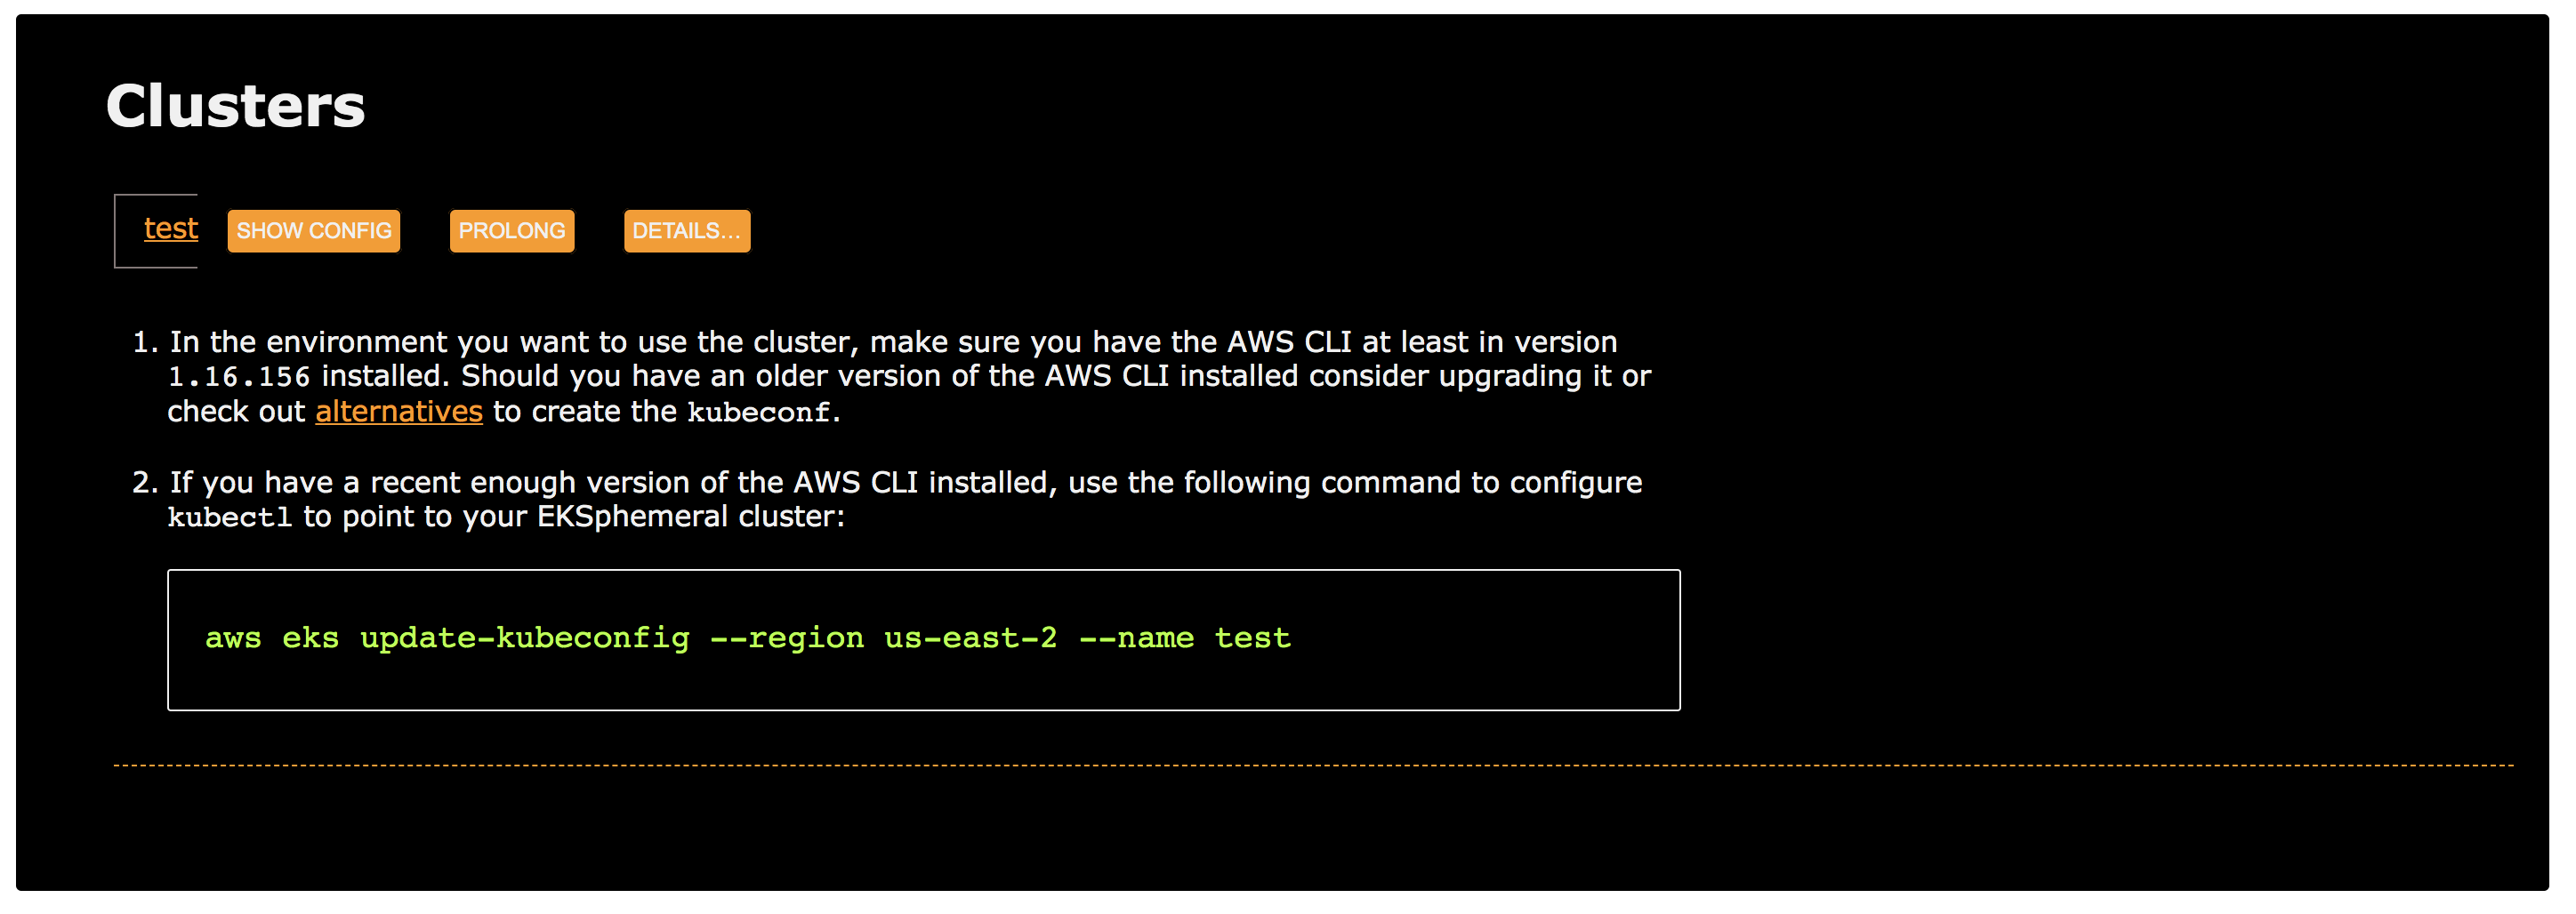 Clusters
test SHOW CONFIG PROLONG DETAILS...
1. In the environment you want to use the cluster, make sure you have the AWS CLI at least in version
1.16.156 installed. Should you have an older version of the AWS CLI installed consider upgrading it or
check out alternatives to create the kubeconf.
2. If you have a recent enough version of the AWS CLI installed, use the following command to configure
kubectl to point to your EKSphemeral cluster:
aws eks update-kubeconfig --region us-east-2 --name test